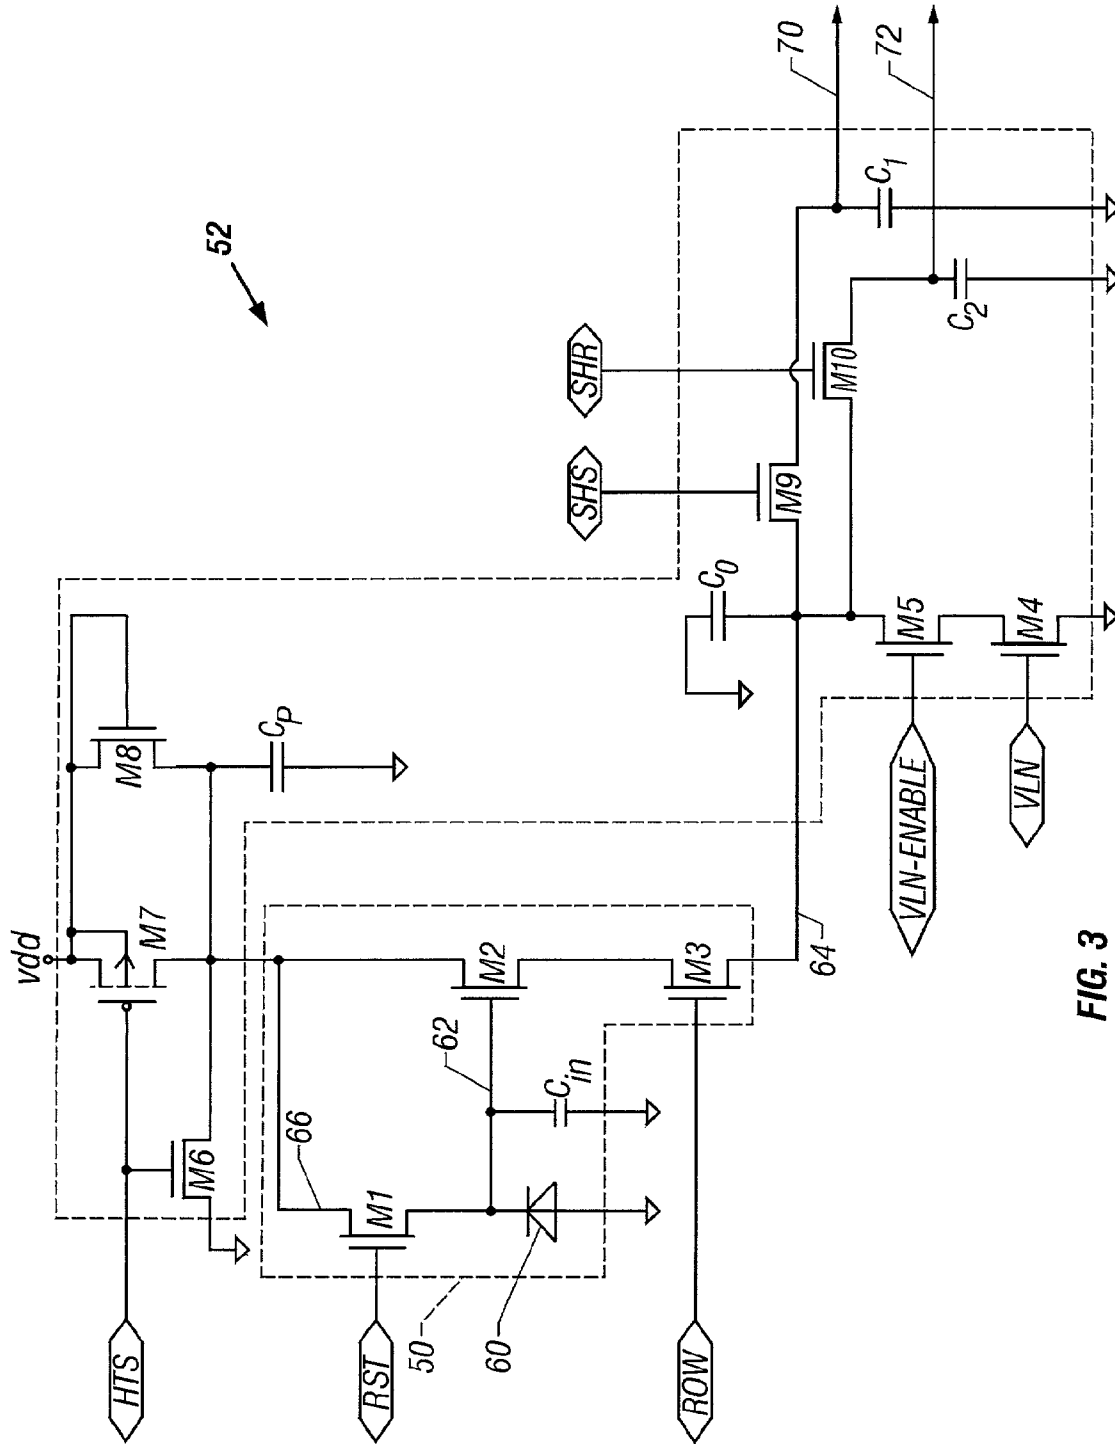 52
vdd
M7
M8
M6
CP
HTS
66
M1
RST
50
60
62
Cin
M2
M3
ROW
64
C0
SHS
SHR
M9
M10
M5
M4
VLN-ENABLE
VLN
C2
C1
70
72
FIG. 3